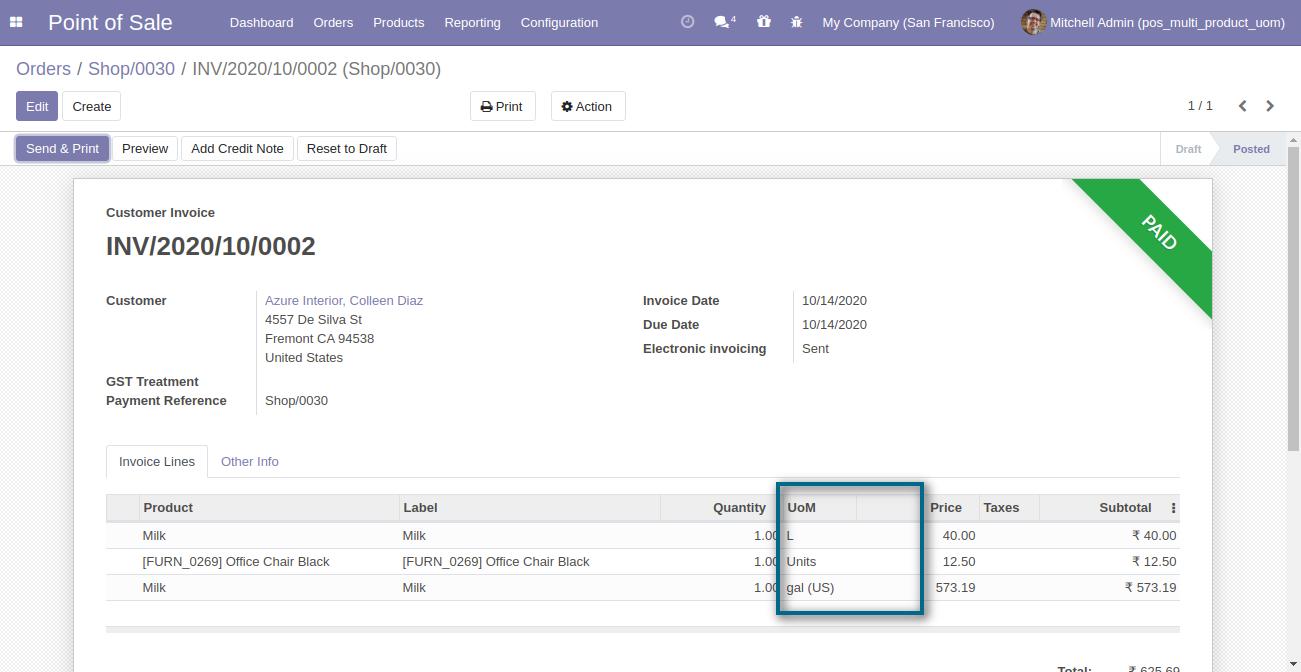 Point of Sale Dashboard Orders Products Reporting Configuration 4 My Company (San Francisco) Mitchell Admin (pos_multi_product_uom)
Orders / Shop/0030 / INV/2020/10/0002 (Shop/0030)
Edit Create Print Action 1 / 1
Send & Print Preview Add Credit Note Reset to Draft Draft Posted
PAID
Customer Invoice
INV/2020/10/0002
Customer Azure Interior, Colleen Diaz Invoice Date 10/14/2020
4557 De Silva St Due Date 10/14/2020
Fremont CA 94538 Electronic invoicing Sent
United States
GST Treatment
Payment Reference Shop/0030
Invoice Lines Other Info
Product Label Quantity UoM Price Taxes Subtotal
Milk Milk 1.00 L 40.00 ₹ 40.00
[FURN_0269] Office Chair Black [FURN_0269] Office Chair Black 1.00 Units 12.50 ₹ 12.50
Milk Milk 1.00 gal (US) 573.19 ₹ 573.19
Total: ₹ 625.69